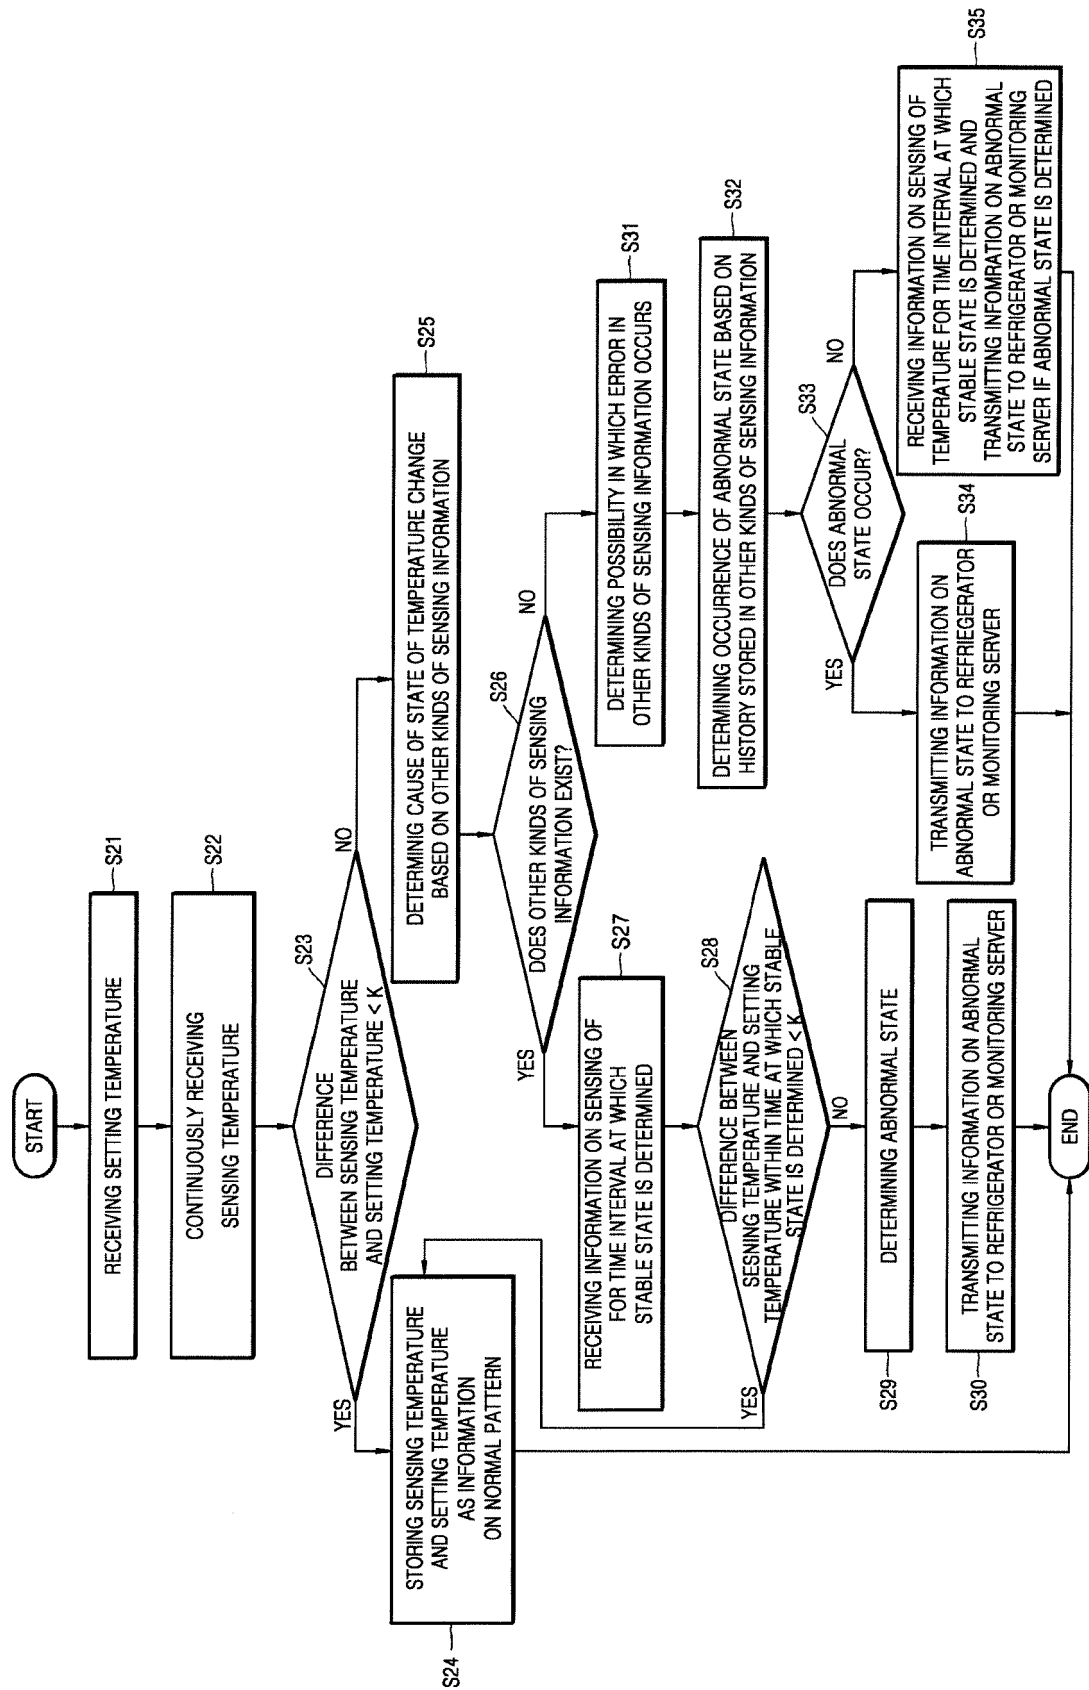 START
RECEIVING SETTING TEMPERATURE
S21
CONTINUOUSLY RECEIVING
SENSING TEMPERATURE
S22
DIFFERENCE
BETWEEN SENSING TEMPERATURE
AND SETTING TEMPERATURE < K
S23
YES
NO
STORING SENSING TEMPERATURE
AND SETTING TEMPERATURE
AS INFORMATION
ON NORMAL PATTERN
S24
DETERMINING CAUSE OF STATE OF TEMPERATURE CHANGE
BASED ON OTHER KINDS OF SENSING INFORMATION
S25
DOES OTHER KINDS OF SENSING
INFORMATION EXIST?
S26
YES
NO
RECEIVING INFORMATION ON SENSING OF
FOR TIME INTERVAL AT WHICH
STABLE STATE IS DETERMINED
S27
DIFFERENCE BETWEEN
SESNING TEMPERATURE AND SETTING
TEMPERATURE WITHIN TIME AT WHICH STABLE
STATE IS DETERMINED < K
S28
YES
NO
DETERMINING ABNORMAL STATE
S29
TRANSMITTING INFORMATION ON ABNORMAL
STATE TO REFRIGERATOR OR MONITORING SERVER
S30
DETERMINING POSSIBILITY IN WHICH ERROR IN
OTHER KINDS OF SENSING INFORMATION OCCURS
S31
DETERMINING OCCURRENCE OF ABNORMAL STATE BASED ON
HISTORY STORED IN OTHER KINDS OF SENSING INFORMATION
S32
DOES ABNORMAL
STATE OCCUR?
S33
YES
NO
TRANSMITTING INFORMATION ON
ABNORMAL STATE TO REFRIEGERATOR
OR MONITORING SERVER
S34
RECEIVING INFORMATION ON SENSING OF
TEMPERATURE FOR TIME INTERVAL AT WHICH
STABLE STATE IS DETERMINED AND
TRANSMITTING INFOMRATION ON ABNORMAL
STATE TO REFRIGERATOR OR MONITORING
SERVER IF ABNORMAL STATE IS DETERMINED
S35
END